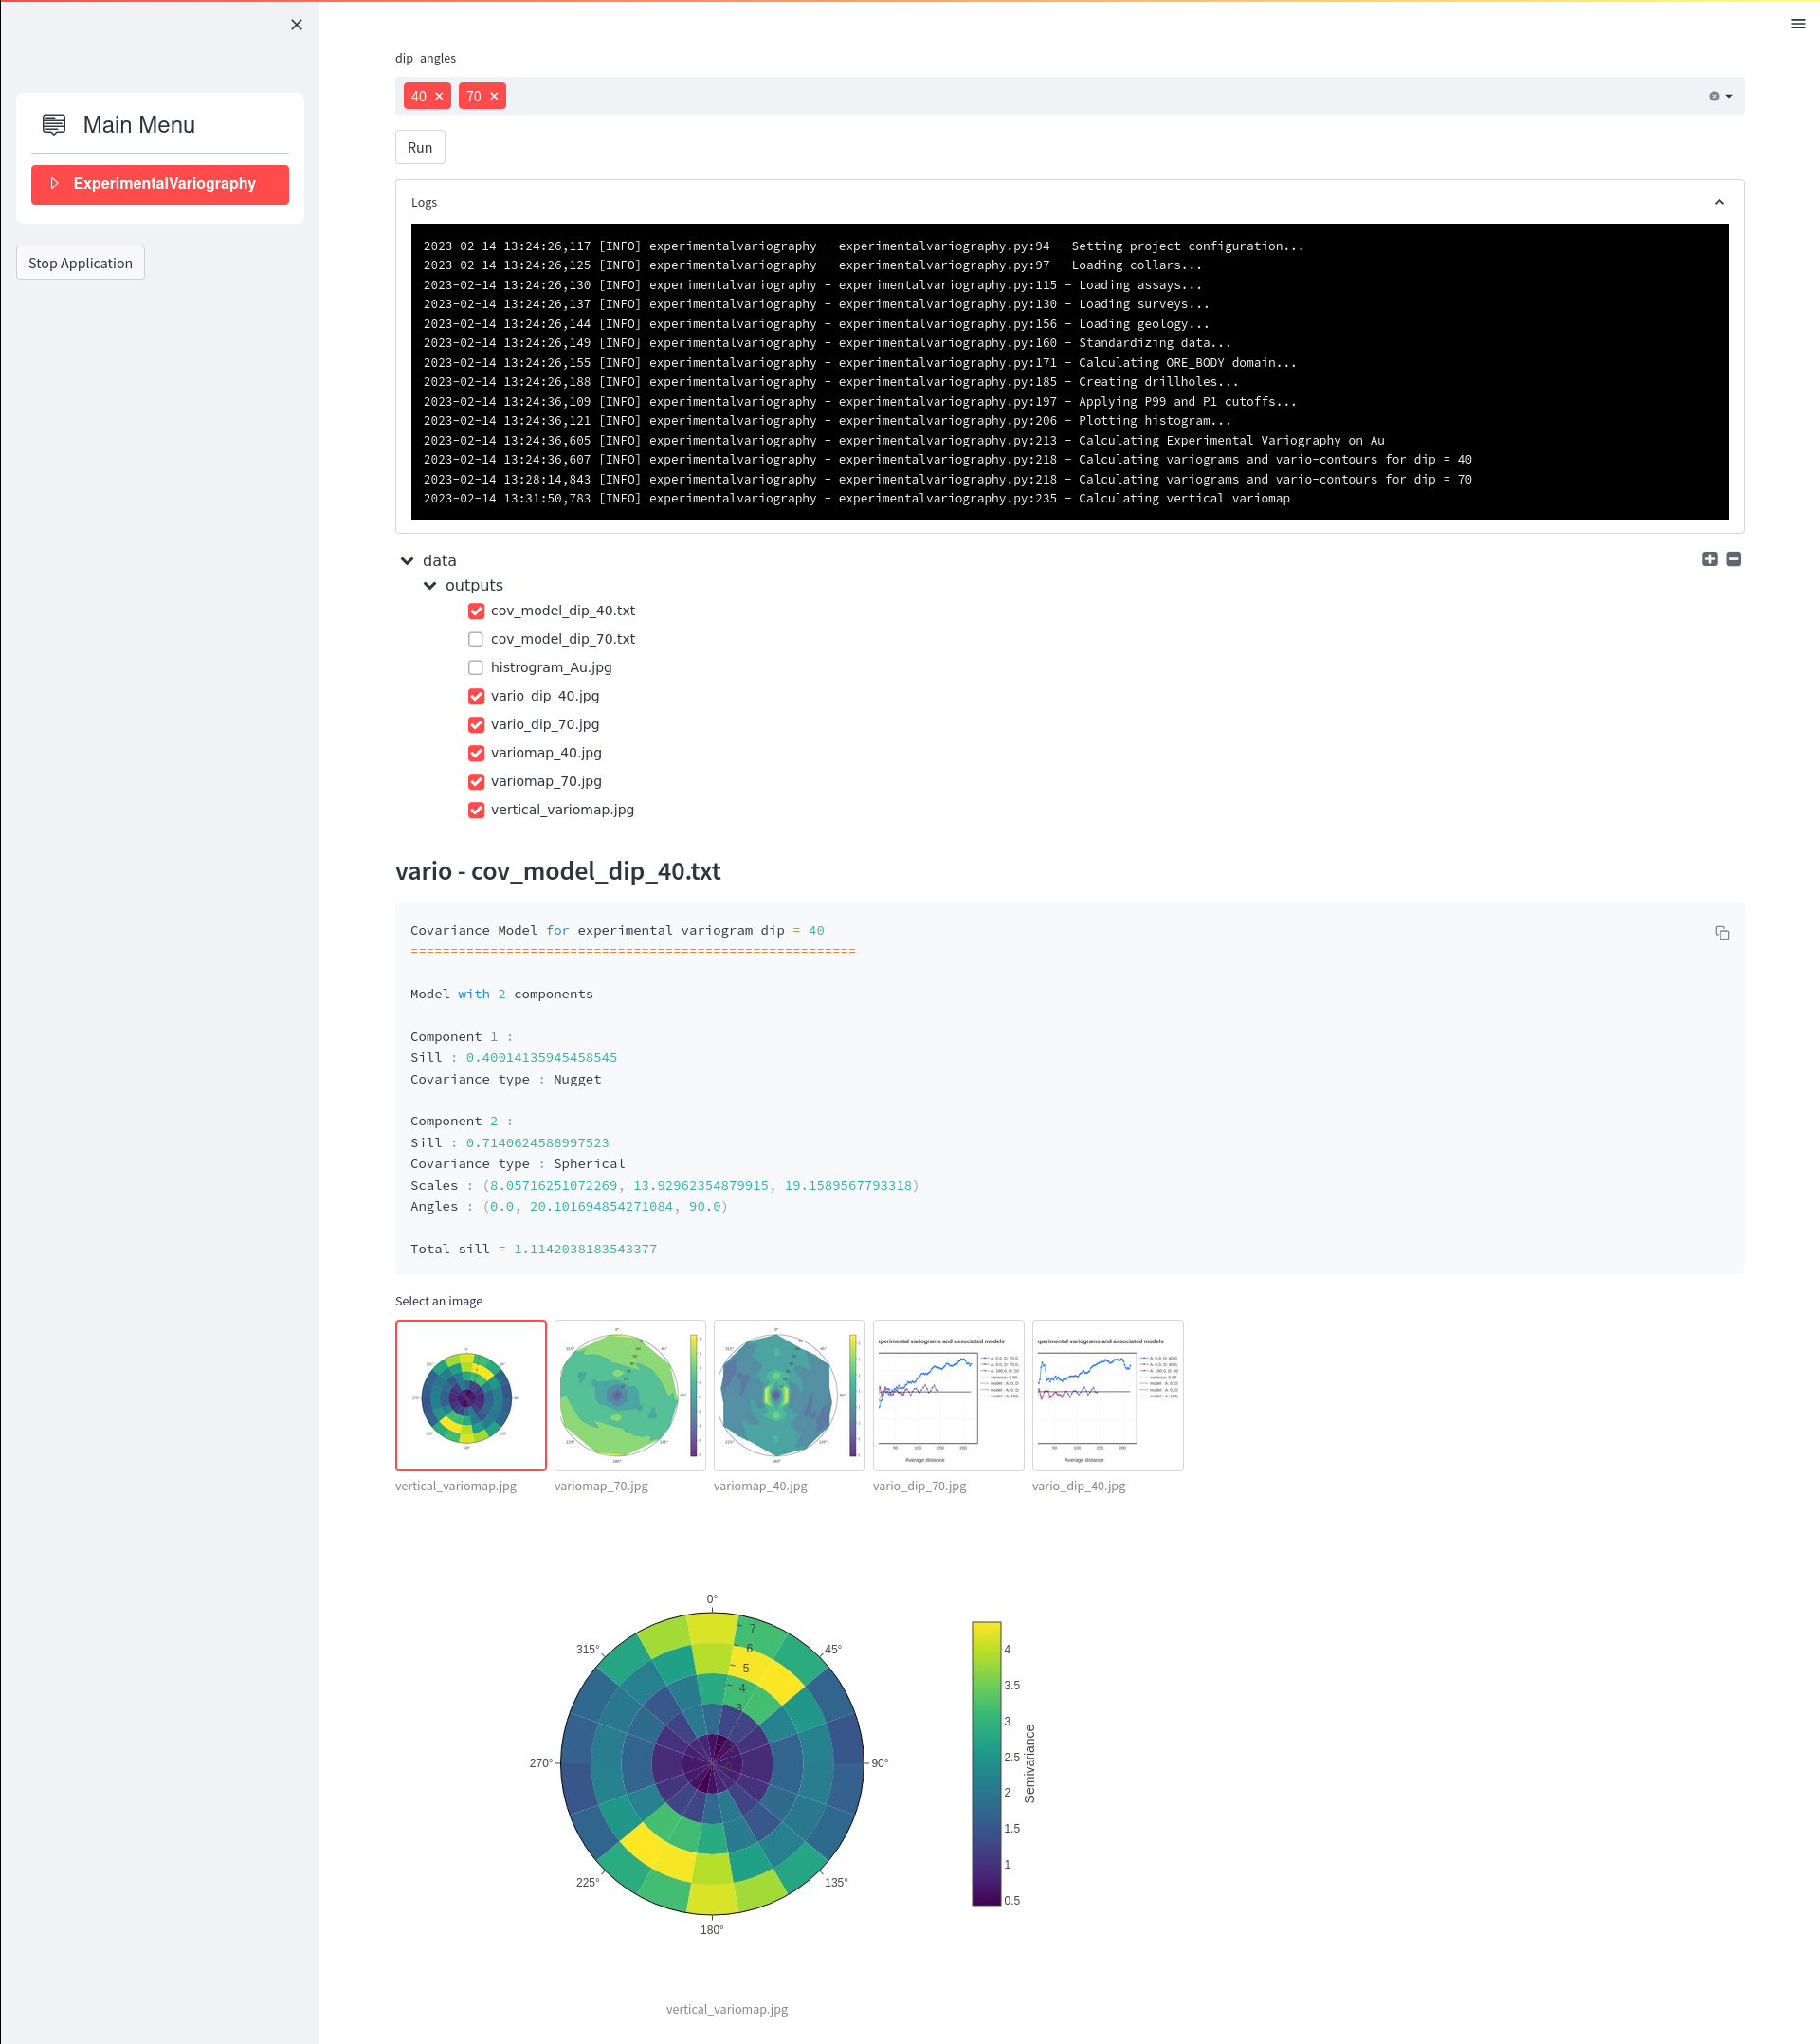 dip_angles
40 × 70 ×
Main Menu
ExperimentalVariography
Stop Application
Run
Logs
2023-02-14 13:24:26,117 [INFO] experimentalvariography - experimentalvariography.py:94 - Setting project configuration...
2023-02-14 13:24:26,125 [INFO] experimentalvariography - experimentalvariography.py:97 - Loading collars...
2023-02-14 13:24:26,130 [INFO] experimentalvariography - experimentalvariography.py:115 - Loading assays...
2023-02-14 13:24:26,137 [INFO] experimentalvariography - experimentalvariography.py:130 - Loading surveys...
2023-02-14 13:24:26,144 [INFO] experimentalvariography - experimentalvariography.py:156 - Loading geology...
2023-02-14 13:24:26,149 [INFO] experimentalvariography - experimentalvariography.py:160 - Standardizing data...
2023-02-14 13:24:26,155 [INFO] experimentalvariography - experimentalvariography.py:171 - Calculating ORE_BODY domain...
2023-02-14 13:24:26,188 [INFO] experimentalvariography - experimentalvariography.py:185 - Creating drillholes...
2023-02-14 13:24:36,109 [INFO] experimentalvariography - experimentalvariography.py:197 - Applying P99 and P1 cutoffs...
2023-02-14 13:24:36,121 [INFO] experimentalvariography - experimentalvariography.py:206 - Plotting histogram...
2023-02-14 13:24:36,605 [INFO] experimentalvariography - experimentalvariography.py:213 - Calculating Experimental Variography on Au
2023-02-14 13:24:36,607 [INFO] experimentalvariography - experimentalvariography.py:218 - Calculating variograms and vario-contours for dip = 40
2023-02-14 13:28:14,843 [INFO] experimentalvariography - experimentalvariography.py:218 - Calculating variograms and vario-contours for dip = 70
2023-02-14 13:31:50,783 [INFO] experimentalvariography - experimentalvariography.py:235 - Calculating vertical variomap
data
outputs
cov_model_dip_40.txt
cov_model_dip_70.txt
histrogram_Au.jpg
vario_dip_40.jpg
vario_dip_70.jpg
variomap_40.jpg
variomap_70.jpg
vertical_variomap.jpg
vario - cov_model_dip_40.txt
Covariance Model for experimental variogram dip = 40
========================================================
Model with 2 components
Component 1 :
Sill : 0.40014135945458545
Covariance type : Nugget
Component 2 :
Sill : 0.7140624588997523
Covariance type : Spherical
Scales : (8.05716251072269, 13.92962354879915, 19.1589567793318)
Angles : (0.0, 20.101694854271084, 90.0)
Total sill = 1.1142038183543377
Select an image
perimental variograms and associated models
Average distance
perimental variograms and associated models
Average distance
vertical_variomap.jpg
variomap_70.jpg
variomap_40.jpg
vario_dip_70.jpg
vario_dip_40.jpg
0°
45°
90°
135°
180°
225°
270°
315°
7
6
5
4
3
4
3.5
3
2.5
2
1.5
1
0.5
Semivariance
vertical_variomap.jpg